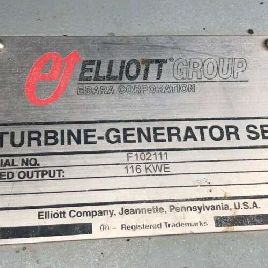 ej ELLIOTT® GROUP
EBARA CORPORATION
TURBINE-GENERATOR SE
IAL NO. F102111
ED OUTPUT: 116 KWE
Elliott Company, Jeannette, Pennsylvania, U.S.A.
(R) - Registered Trademarks